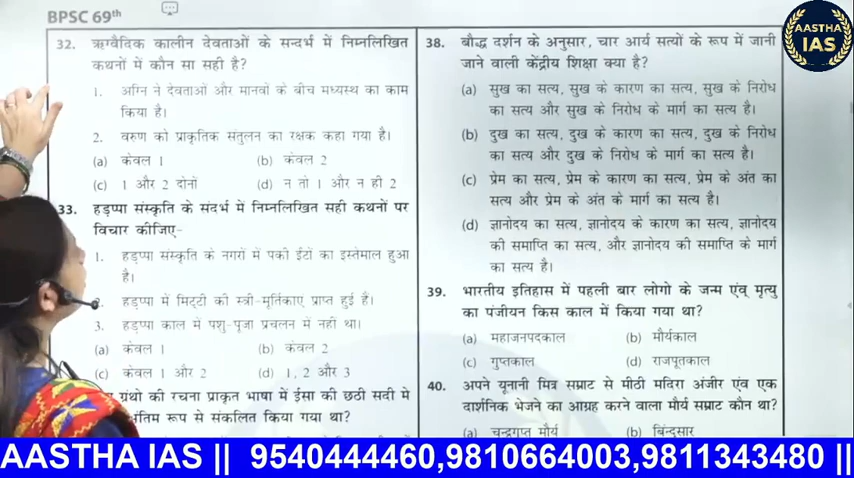 BPSC 69th
32. ऋग्वैदिक कालीन देवताओं के सन्दर्भ में निम्नलिखित
कथनों में कौन सा सही है?
1. अग्नि ने देवताओं और मानवों के बीच मध्यस्थ का काम
किया है।
2. वरुण को प्राकृतिक संतुलन का रक्षक कहा गया है।
(a) केवल 1 (b) केवल 2
(c) 1 और 2 दोनों (d) न तो 1 और न ही 2
33. हड़प्पा संस्कृति के संदर्भ में निम्नलिखित सही कथनों पर
विचार कीजिए-
1. हड़प्पा संस्कृति के नगरों में पकी ईंटों का इस्तेमाल हुआ
है।
हड़प्पा में मिट्टी की स्त्री-मूर्तिकाए प्राप्त हुई हैं।
3. हड़प्पा काल में पशु-पूजा प्रचलन में नहीं था।
(a) केवल 1 (b) केवल 2
(c) केवल 1 और 2 (d) 1, 2 और 3
ग्रंथो की रचना प्राकृत भाषा में ईसा की छठी सदी मे
अंतिम रूप से संकलित किया गया था?
38. बौद्ध दर्शन के अनुसार, चार आर्य सत्यों के रूप में जानी
जाने वाली केंद्रीय शिक्षा क्या है?
(a) सुख का सत्य, सुख के कारण का सत्य, सुख के निरोध
का सत्य और सुख के निरोध के मार्ग का सत्य है।
(b) दुख का सत्य, दुख के कारण का सत्य, दुख के निरोध
का सत्य और दुख के निरोध के मार्ग का सत्य है।
(c) प्रेम का सत्य, प्रेम के कारण का सत्य, प्रेम के अंत का
सत्य और प्रेम के अंत के मार्ग का सत्य है।
(d) ज्ञानोदय का सत्य, ज्ञानोदय के कारण का सत्य, ज्ञानोदय
की समाप्ति का सत्य, और ज्ञानोदय की समाप्ति के मार्ग
का सत्य है।
39. भारतीय इतिहास में पहली बार लोगो के जन्म एंव् मृत्यु
का पंजीयन किस काल में किया गया था?
(a) महाजनपदकाल (b) मौर्यकाल
(c) गुप्तकाल (d) राजपूतकाल
40. अपने यूनानी मित्र सम्राट से मीठी मदिरा अंजीर एंव एक
दार्शनिक भेजने का आग्रह करने वाला मौर्य सम्राट कौन था?
(a) चन्द्रगुप्त मौर्य (b) बिंदुसार
AASTHA
IAS
AASTHA IAS || 9540444460,9810664003,9811343480 ||